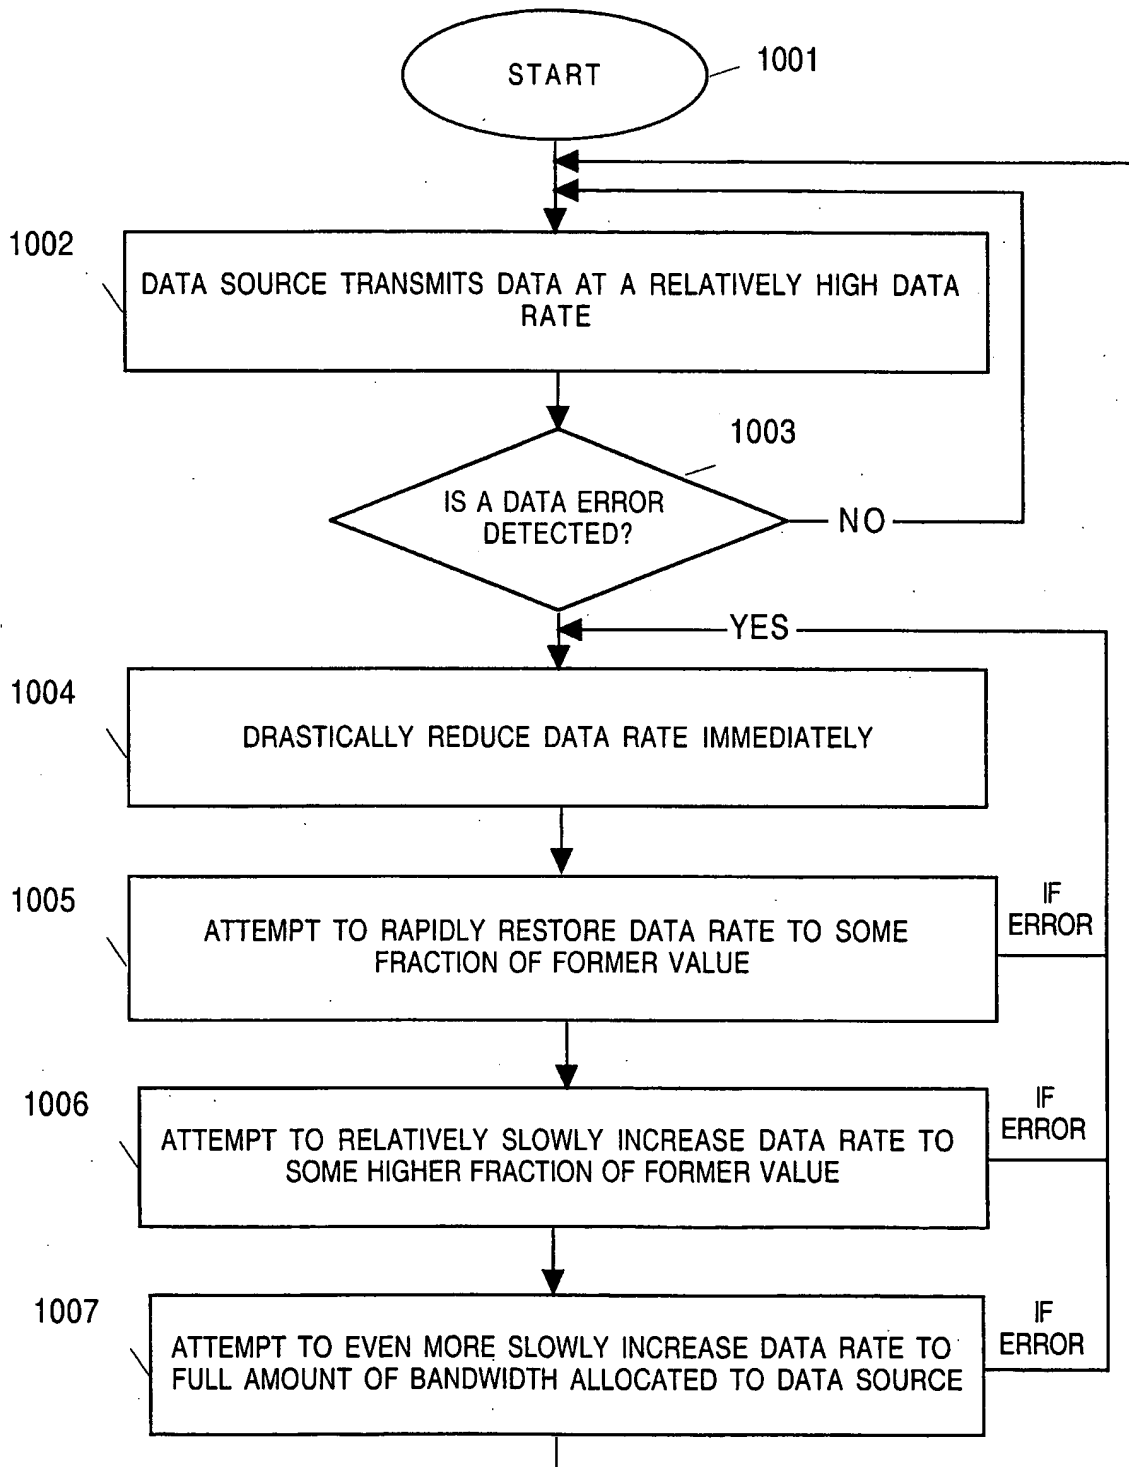 START
1001
1002
DATA SOURCE TRANSMITS DATA AT A RELATIVELY HIGH DATA
RATE
1003
IS A DATA ERROR
DETECTED?
NO
YES
1004
DRASTICALLY REDUCE DATA RATE IMMEDIATELY
1005
ATTEMPT TO RAPIDLY RESTORE DATA RATE TO SOME
FRACTION OF FORMER VALUE
IF
ERROR
1006
ATTEMPT TO RELATIVELY SLOWLY INCREASE DATA RATE TO
SOME HIGHER FRACTION OF FORMER VALUE
IF
ERROR
1007
ATTEMPT TO EVEN MORE SLOWLY INCREASE DATA RATE TO
FULL AMOUNT OF BANDWIDTH ALLOCATED TO DATA SOURCE
IF
ERROR